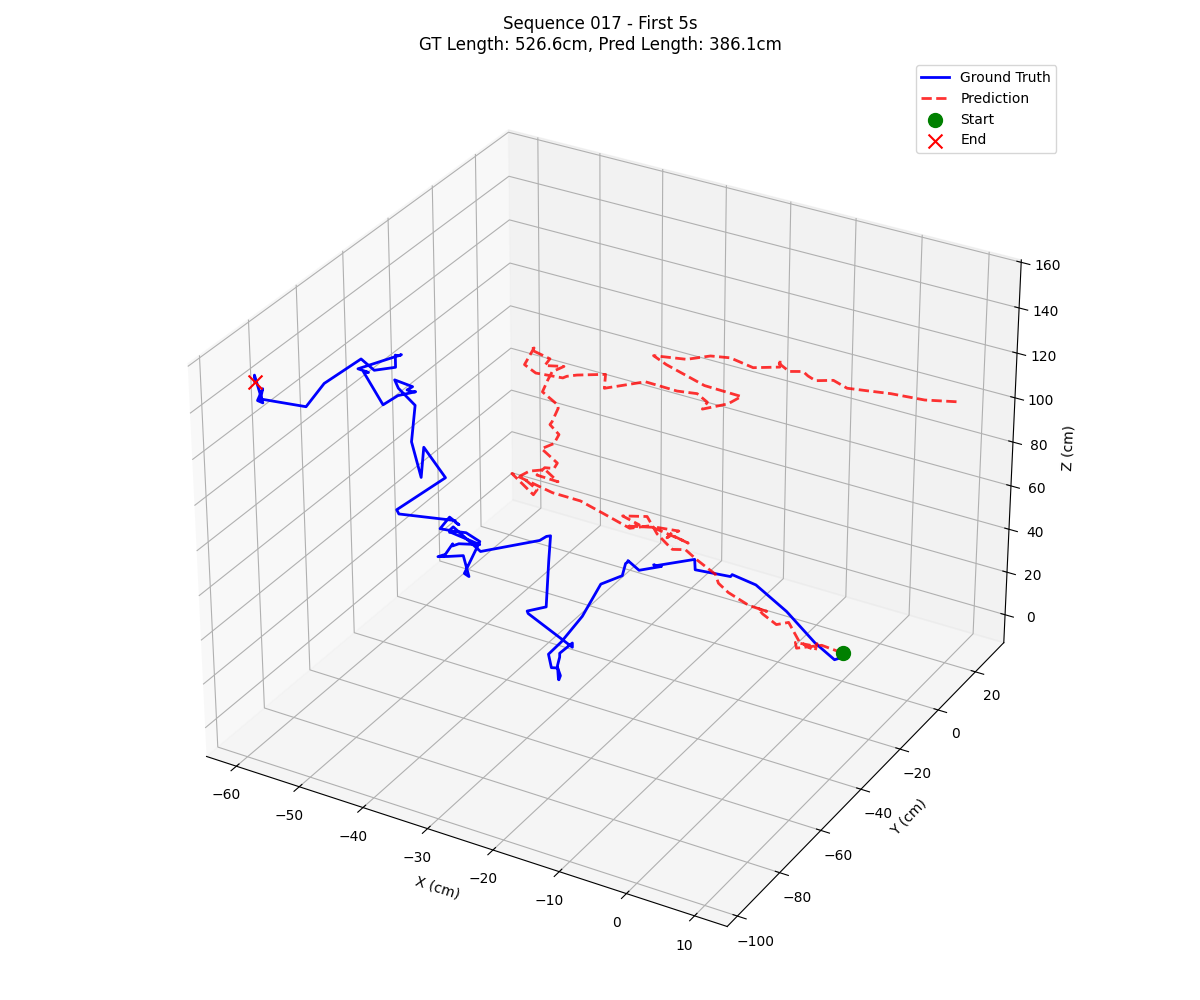 Sequence 017 - First 5s
GT Length: 526.6cm, Pred Length: 386.1cm
Ground Truth
Prediction
Start
End
160
140
120
100
80
60
40
20
0
Z (cm)
20
0
−20
−40
−60
−80
−100
Y (cm)
−60
−50
−40
−30
−20
−10
0
10
X (cm)